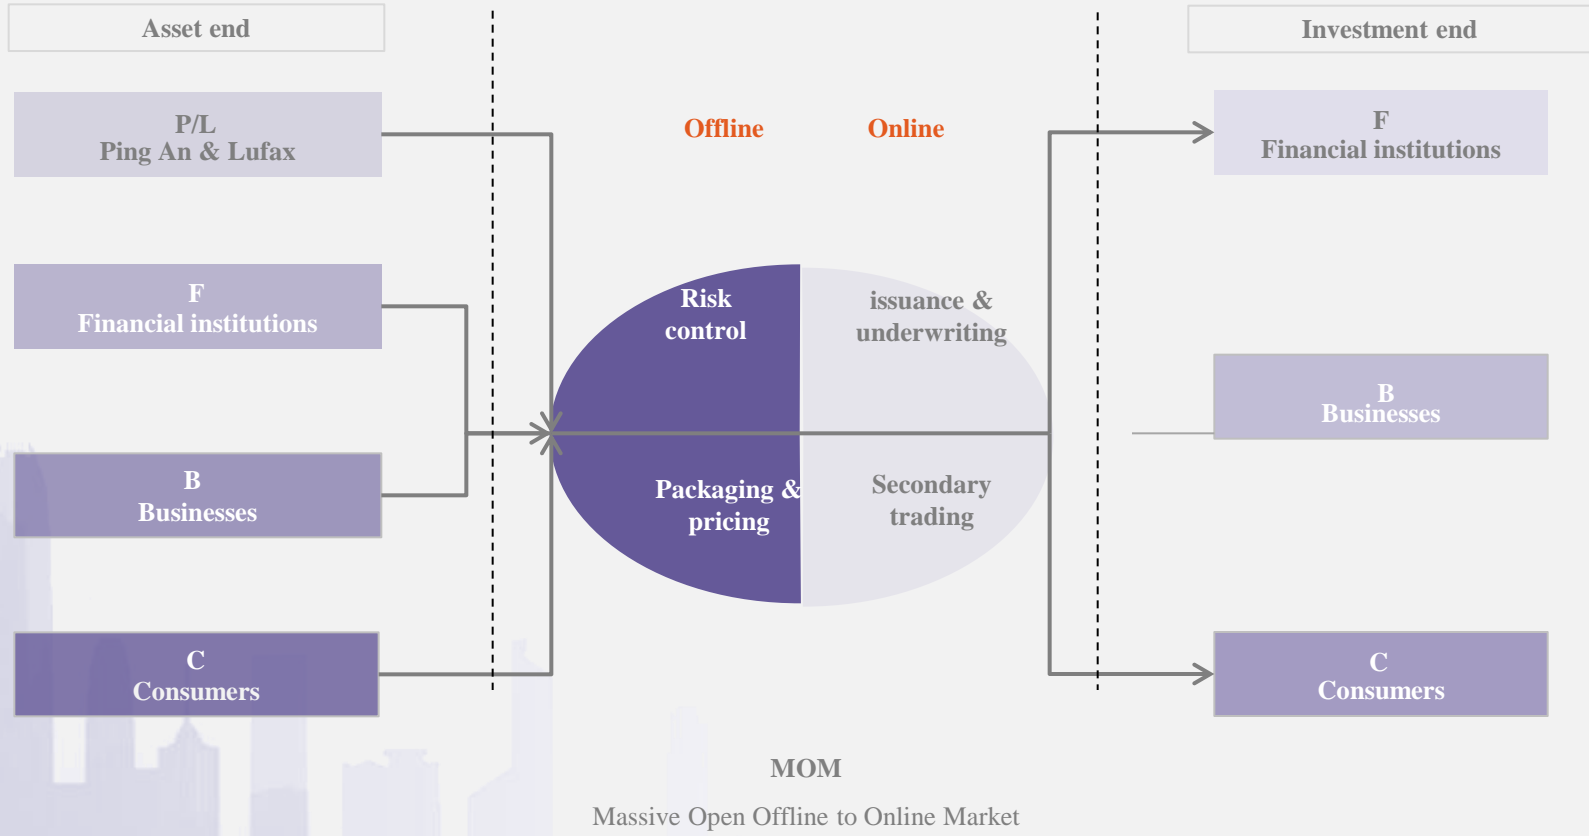 Asset end
Investment end
P/L
Ping An & Lufax
Offline
Online
F
Financial institutions
F
Financial institutions
Risk
control
issuance &
underwriting
B
Businesses
B
Businesses
Packaging &
pricing
Secondary
trading
C
Consumers
C
Consumers
MOM
Massive Open Offline to Online Market